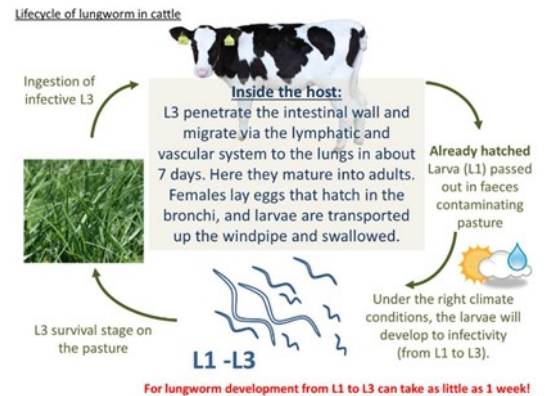 Lifecycle of lungworm in cattle
Ingestion of
infective L3
Inside the host:
L3 penetrate the intestinal wall and
migrate via the lymphatic and
vascular system to the lungs in about
7 days. Here they mature into adults.
Females lay eggs that hatch in the
bronchi, and larvae are transported
up the windpipe and swallowed.
Already hatched
Larva (L1) passed
out in faeces
contaminating
pasture
Under the right climate
conditions, the larvae will
develop to infectivity
(from L1 to L3).
L1 -L3
L3 survival stage on
the pasture
For lungworm development from L1 to L3 can take as little as 1 week!